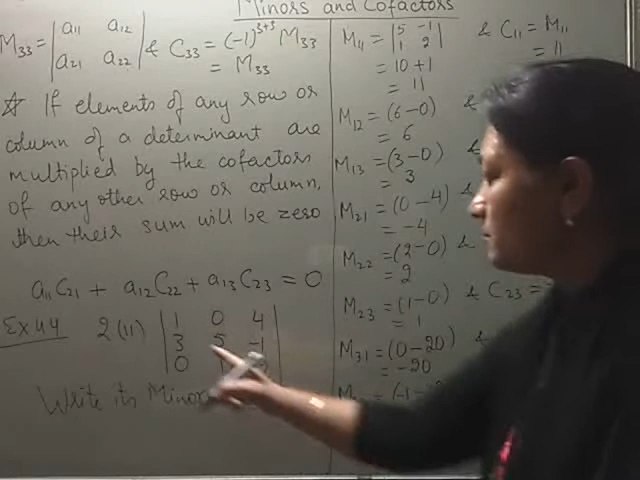 Minors and Cofactors
M33 = |a11 a12| & C33 = (-1)^3+3 M33
|a21 a22| = M33
☆ If elements of any row or
column of a determinant are
multiplied by the cofactors
of any other row or column,
then their sum will be zero
a11C21 + a12C22 + a13C23 = 0
Ex 4.4 2 (11) |1 0 4|
|3 5 -1|
|0 1
Write its Minors
M11 = |5 -1| & C11 = M11
|1 2| = 11
= 10 + 1
= 11
M12 = (6-0) &
= 6
M13 = (3-0) &
= 3
M21 = (0-4) &
= -4
M22 = (2-0) &
= 2
M23 = (1-0) & C23 =
= 1
M31 = (0-20) &
= -20